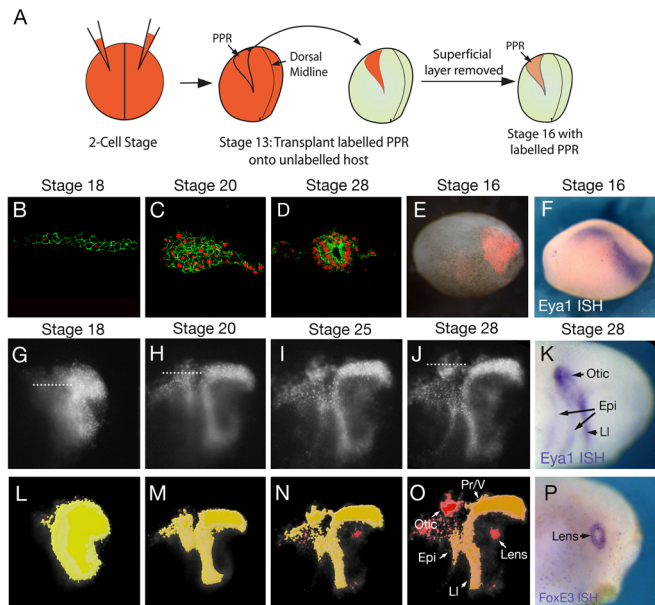 A
PPR
Dorsal
Midline
Superficial
layer removed
PPR
2-Cell Stage
Stage 13: Transplant labelled PPR
onto unlabelled host
Stage 16 with
labelled PPR
Stage 18 Stage 20 Stage 28 Stage 16 Stage 16
B C D E F
Eya1 ISH
Stage 18 Stage 20 Stage 25 Stage 28 Stage 28
G H I J K
Otic
Epi
Ll
Eya1 ISH
L M N O P
Pr/V
Otic
Lens
Epi
Ll
Lens
FoxE3 ISH